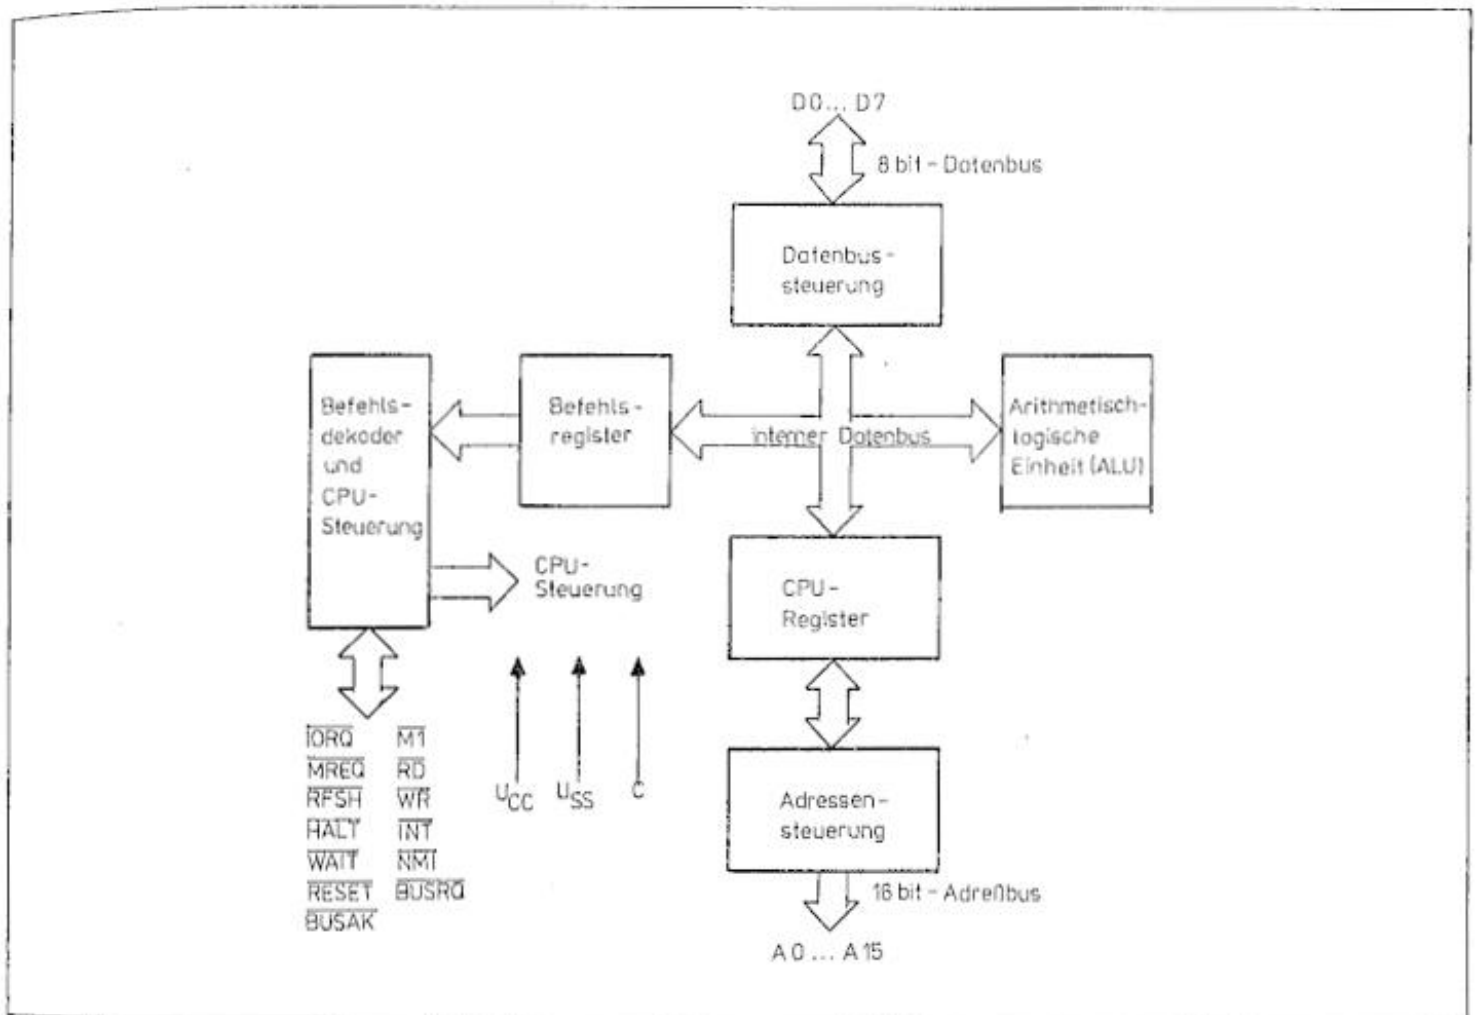 D0... D7
8 bit - Datenbus
Datenbus-
steuerung
Befehls-
dekoder
und
CPU-
Steuerung
Befehls-
register
interner Datenbus
Arithmetisch-
logische
Einheit (ALU)
CPU-
Steuerung
CPU-
Register
IORQ M1
MREQ RD
RFSH WR
HALT INT
WAIT NMI
RESET BUSRQ
BUSAK
UCC USS C
Adressen-
steuerung
16 bit - Adreßbus
A0... A15